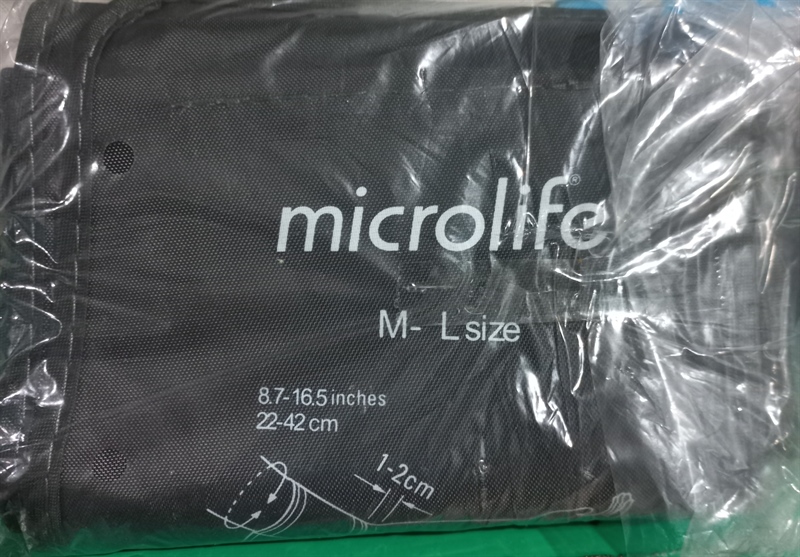 microlife®
M- L size
8.7-16.5 inches
22-42 cm
1-2cm